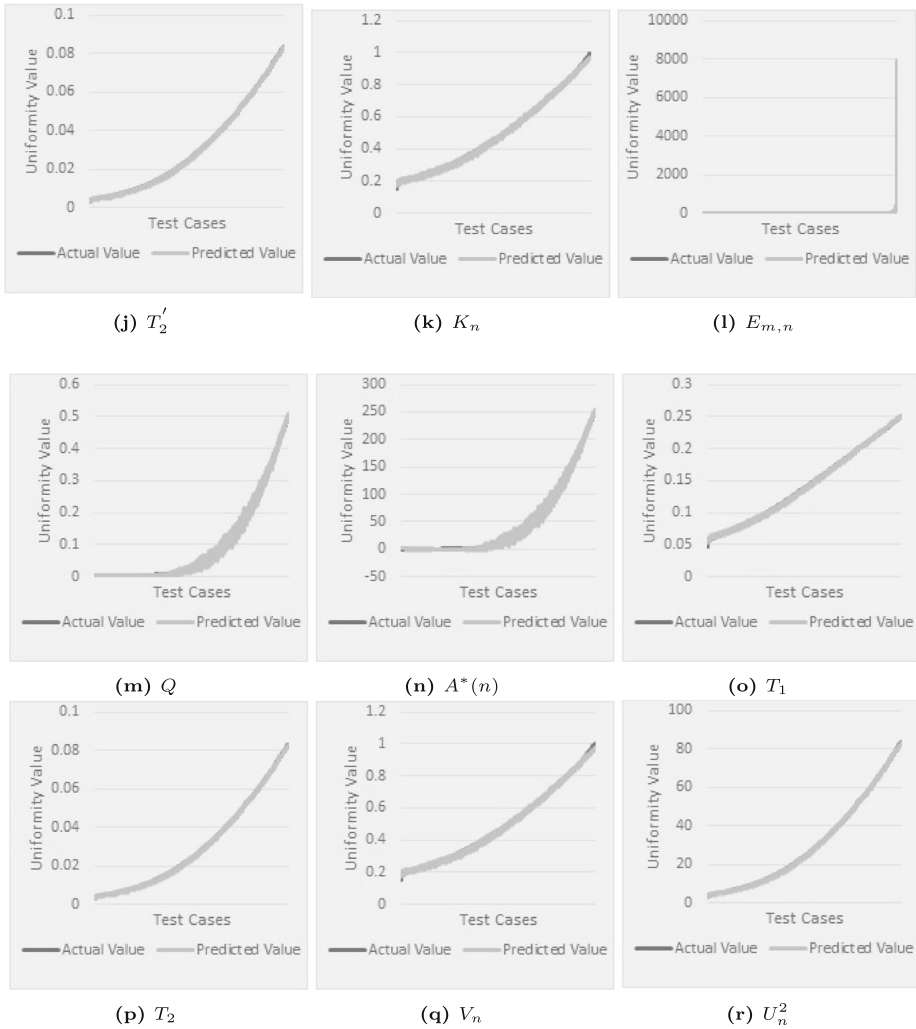 0.1
0.08
0.06
0.04
0.02
0
Uniformity Value
Test Cases
Actual Value Predicted Value
(j) T₂′
1.2
1
0.8
0.6
0.4
0.2
0
Uniformity Value
Test Cases
Actual Value Predicted Value
(k) Kₙ
10000
8000
6000
4000
2000
0
Uniformity Value
Test Cases
Actual Value Predicted Value
(l) Eₘ,ₙ
0.6
0.5
0.4
0.3
0.2
0.1
0
Uniformity Value
Test Cases
Actual Value Predicted Value
(m) Q
300
250
200
150
100
50
0
-50
Uniformity Value
Test Cases
Actual Value Predicted Value
(n) A*(n)
0.3
0.25
0.2
0.15
0.1
0.05
0
Uniformity Value
Test Cases
Actual Value Predicted Value
(o) T₁
0.1
0.08
0.06
0.04
0.02
0
Uniformity Value
Test Cases
Actual Value Predicted Value
(p) T₂
1.2
1
0.8
0.6
0.4
0.2
0
Uniformity Value
Test Cases
Actual Value Predicted Value
(q) Vₙ
100
80
60
40
20
0
Uniformity Value
Test Cases
Actual Value Predicted Value
(r) Uₙ²